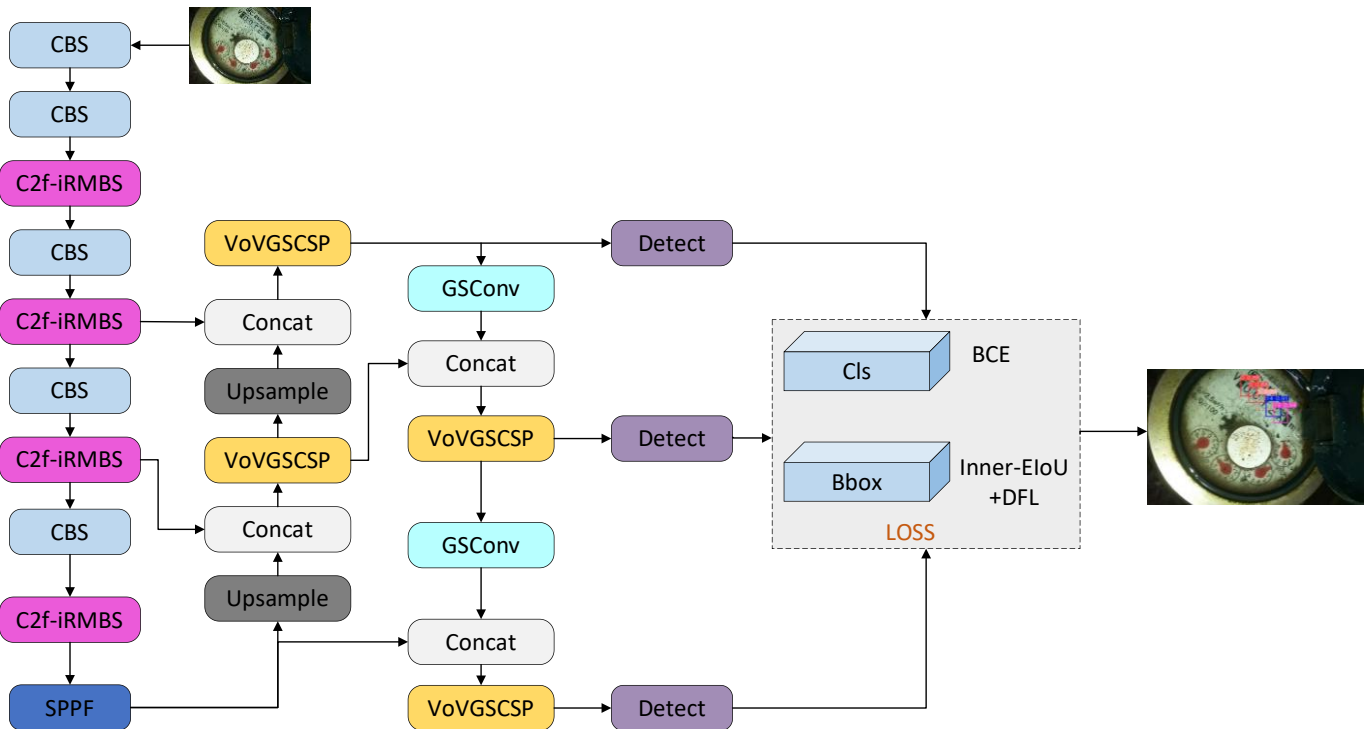 CBS
CBS
C2f-iRMBS
CBS
C2f-iRMBS
CBS
C2f-iRMBS
CBS
C2f-iRMBS
SPPF
VoVGSCSP
Concat
Upsample
VoVGSCSP
Concat
Upsample
GSConv
Concat
VoVGSCSP
GSConv
Concat
VoVGSCSP
Detect
Detect
Detect
Cls
BCE
Bbox
Inner-EIoU
+DFL
LOSS